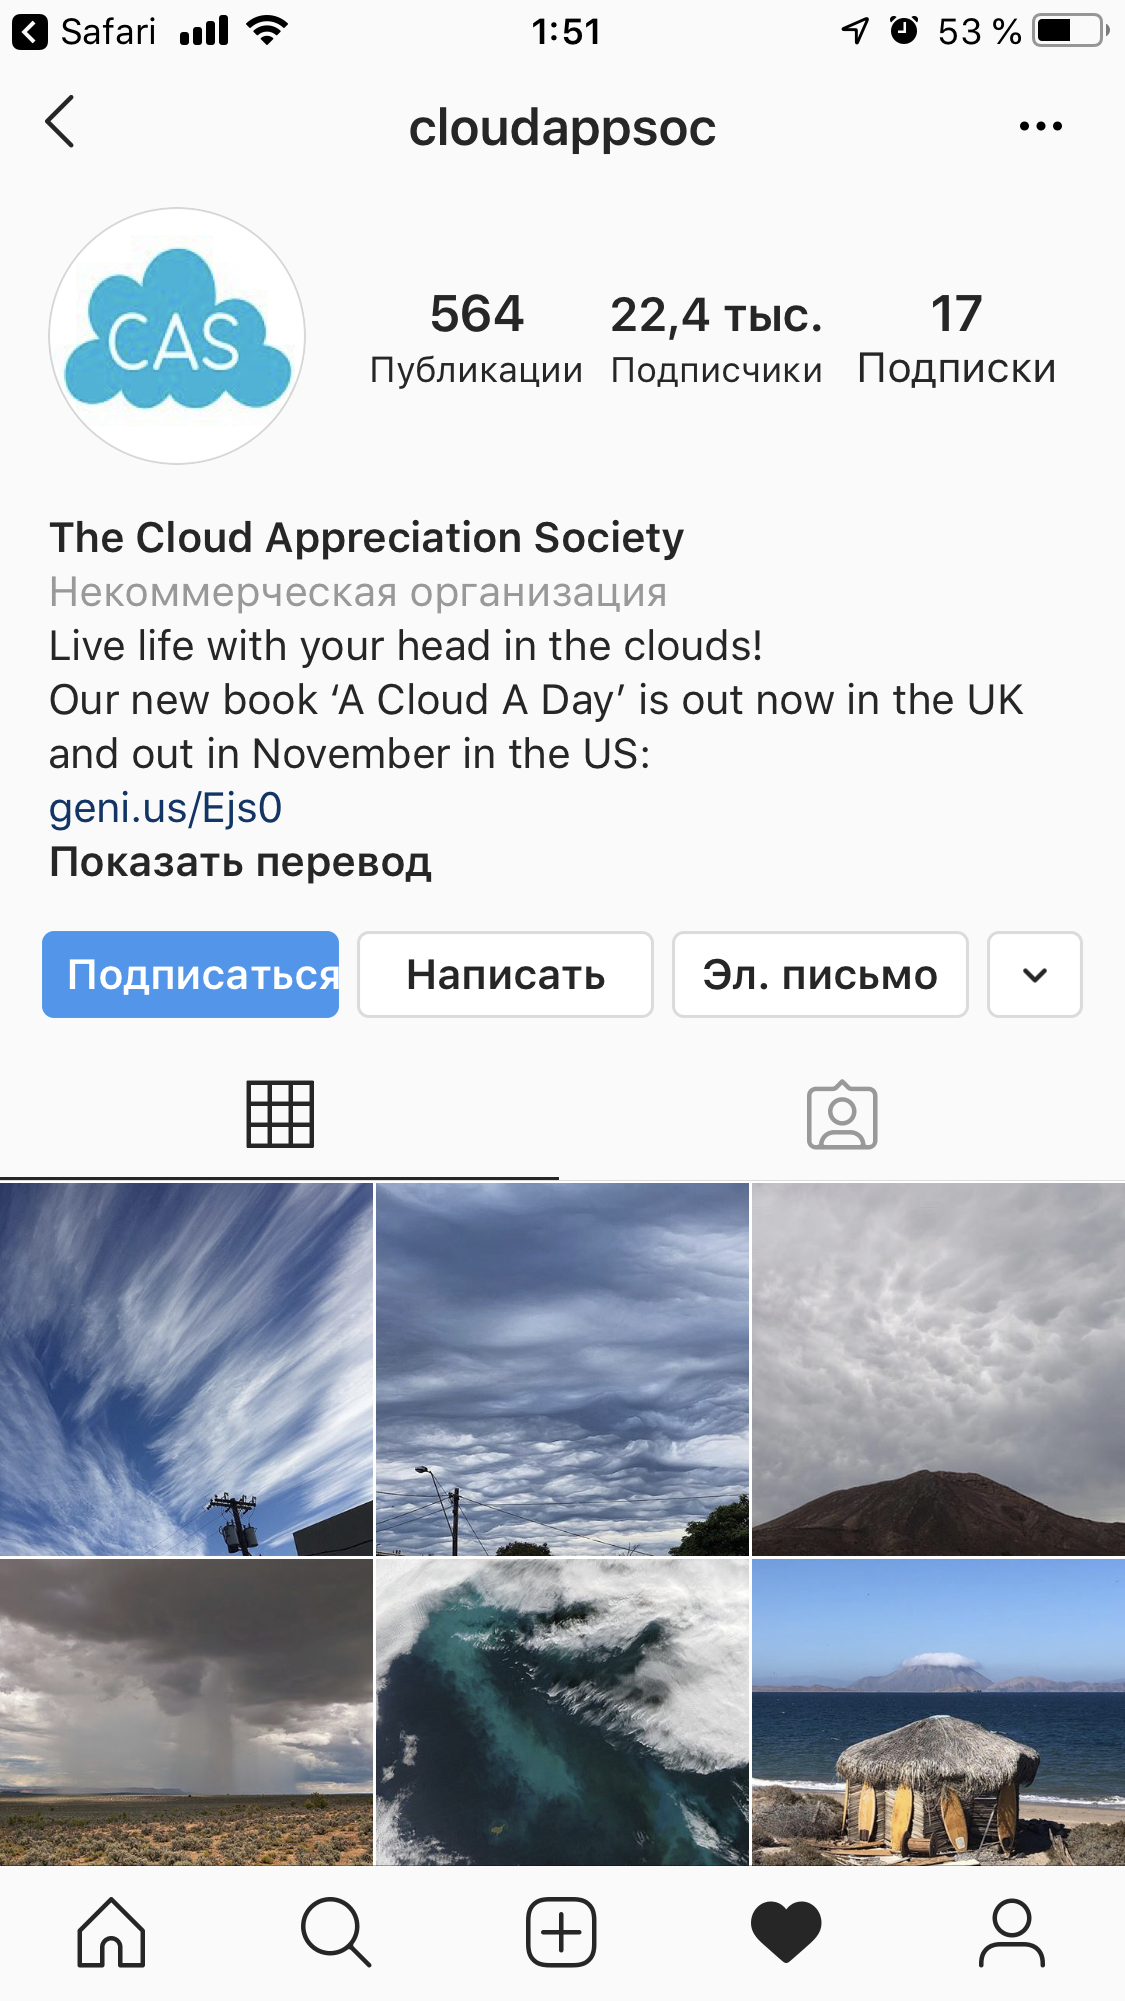 Safari 1:51 53 %
cloudappsoc
CAS
564 22,4 тыс. 17
Публикации Подписчики Подписки
The Cloud Appreciation Society
Некоммерческая организация
Live life with your head in the clouds!
Our new book ‘A Cloud A Day’ is out now in the UK
and out in November in the US:
geni.us/Ejs0
Показать перевод
Подписаться Написать Эл. письмо